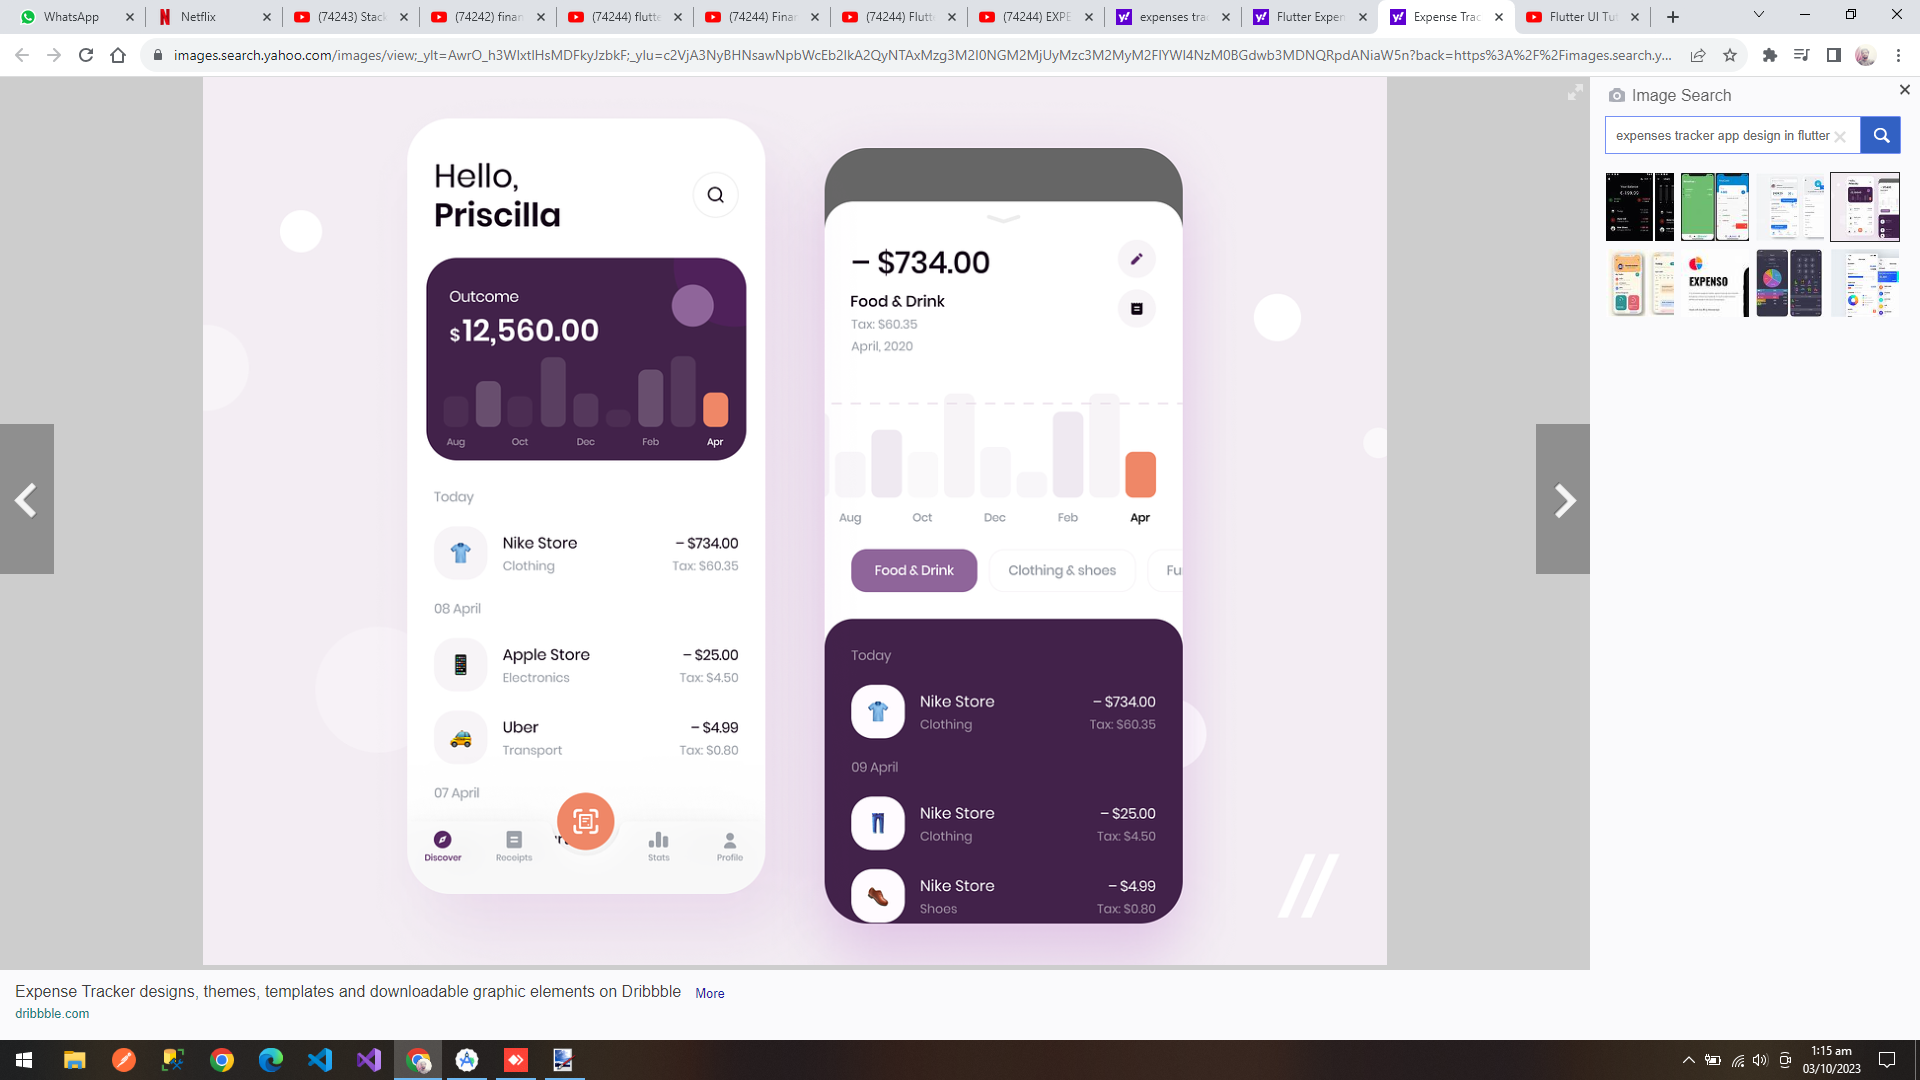 WhatsApp
Netflix
(74243) Stack
(74242) finan
(74244) flutte
(74244) Finan
(74244) Flutt
(74244) EXPE
expenses trac
Flutter Expen
Expense Trac
Flutter UI Tut
images.search.yahoo.com/images/view;_ylt=AwrO_h3WIxtlHsMDFkyJzbkF;_ylu=c2VjA3NyBHNsawNpbWcEb2lkA2QyNTAxMzg3M2I0NGM2MjUyMzc3M2MyM2FlYWI4NzM0BGdwb3MDNQRpdANiaW5n?back=https%3A%2F%2Fimages.search.y...
Hello,
Priscilla
Outcome
$12,560.00
Aug Oct Dec Feb Apr
Today
Nike Store – $734.00
Clothing Tax: $60.35
08 April
Apple Store – $25.00
Electronics Tax: $4.50
Uber – $4.99
Transport Tax: $0.80
07 April
Discover Receipts Stats Profile
– $734.00
Food & Drink
Tax: $60.35
April, 2020
Aug Oct Dec Feb Apr
Food & Drink Clothing & shoes Fu
Today
Nike Store – $734.00
Clothing Tax: $60.35
09 April
Nike Store – $25.00
Clothing Tax: $4.50
Nike Store – $4.99
Shoes Tax: $0.80
Image Search
expenses tracker app design in flutter
EXPENSO
Expense Tracker designs, themes, templates and downloadable graphic elements on Dribbble More
dribbble.com
1:15 am
03/10/2023